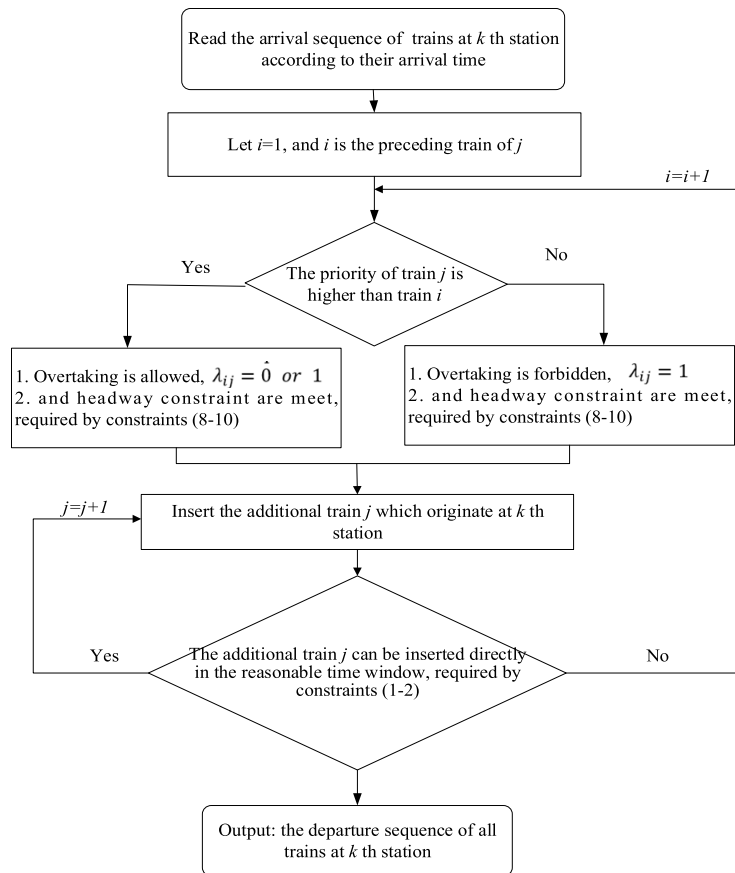 Read the arrival sequence of trains at k th station
according to their arrival time
Let i=1, and i is the preceding train of j
i=i+1
Yes
No
The priority of train j is
higher than train i
1. Overtaking is allowed, λij = 0 or 1
2. and headway constraint are meet,
required by constraints (8-10)
1. Overtaking is forbidden, λij = 1
2. and headway constraint are meet,
required by constraints (8-10)
j=j+1
Insert the additional train j which originate at k th
station
Yes
No
The additional train j can be inserted directly
in the reasonable time window, required by
constraints (1-2)
Output: the departure sequence of all
trains at k th station